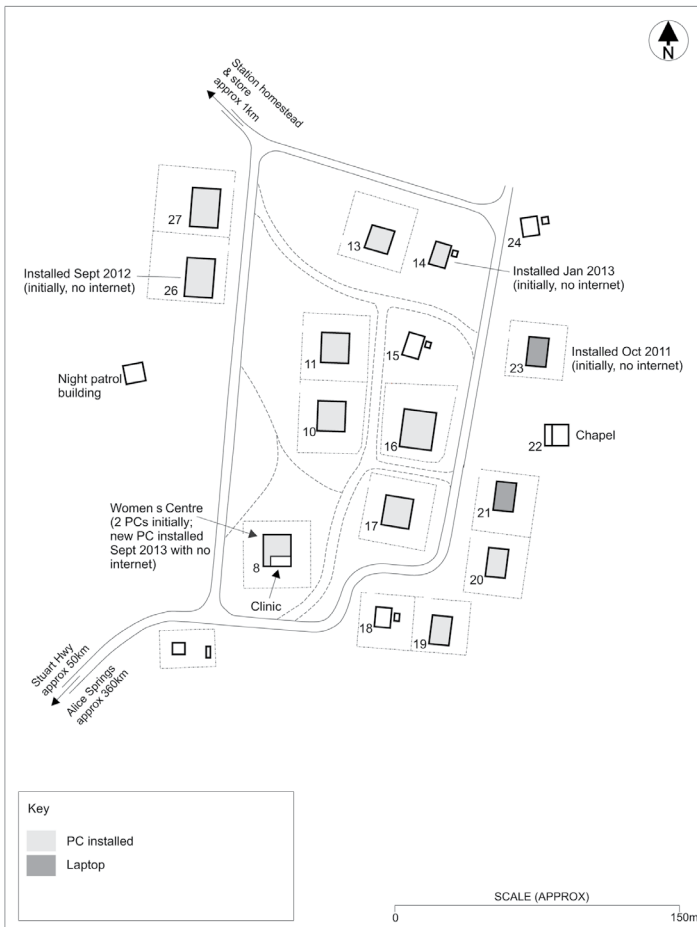 N
Station homestead
& store
approx 1km
27
13
24
14
Installed Sept 2012
(initially, no internet)
26
Installed Jan 2013
(initially, no internet)
11
15
23
Installed Oct 2011
(initially, no internet)
Night patrol
building
10
16
22
Chapel
21
Women s Centre
(2 PCs initially;
new PC installed
Sept 2013 with no
internet)
17
8
20
Clinic
18
19
Stuart Hwy
approx 50km
Alice Springs
approx 360km
Key
PC installed
Laptop
SCALE (APPROX)
0
150m